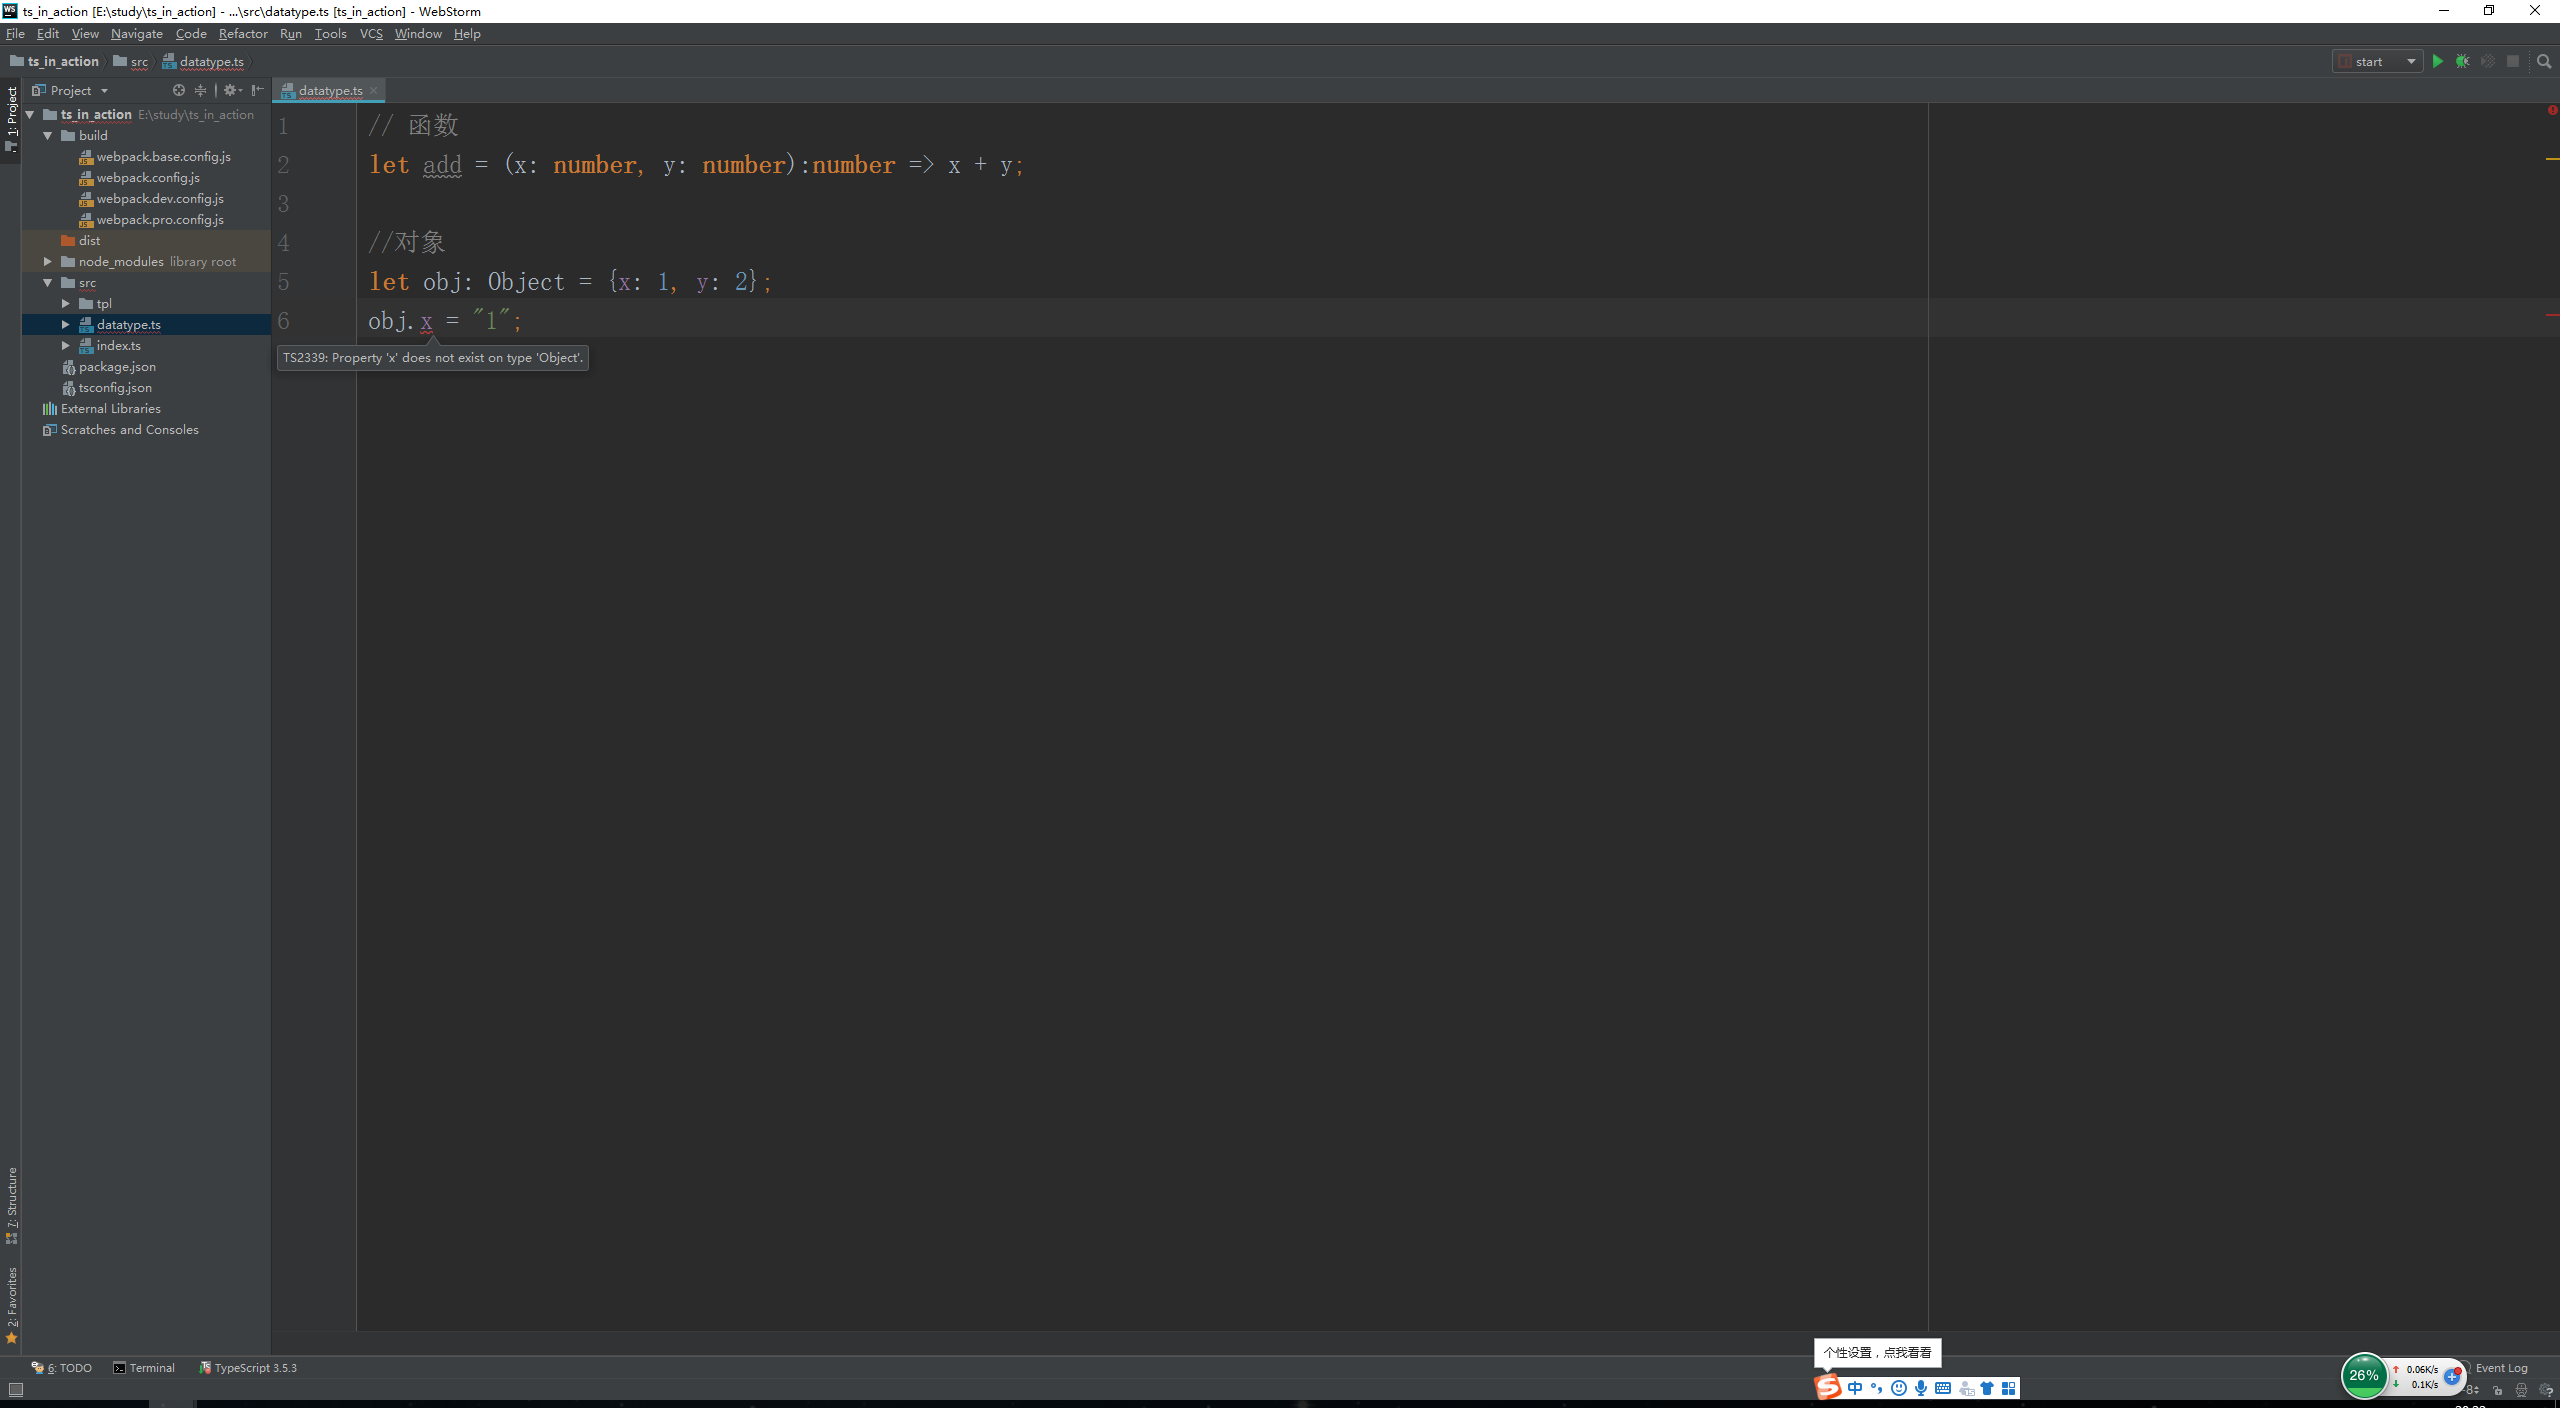 ts_in_action [E:\study\ts_in_action] - ...\src\datatype.ts [ts_in_action] - WebStorm
File Edit View Navigate Code Refactor Run Tools VCS Window Help
ts_in_action src datatype.ts
start
1: Project
Project
datatype.ts
ts_in_action E:\study\ts_in_action
build
webpack.base.config.js
webpack.config.js
webpack.dev.config.js
webpack.pro.config.js
dist
node_modules library root
src
tpl
datatype.ts
index.ts
package.json
tsconfig.json
External Libraries
Scratches and Consoles
1 // 函数
2 let add = (x: number, y: number):number => x + y;
3
4 //对象
5 let obj: Object = {x: 1, y: 2};
6 obj.x = "1";
TS2339: Property 'x' does not exist on type 'Object'.
7: Structure
2: Favorites
6: TODO Terminal TypeScript 3.5.3
个性设置，点我看看
中
26%
0.06K/s
0.1K/s
Event Log